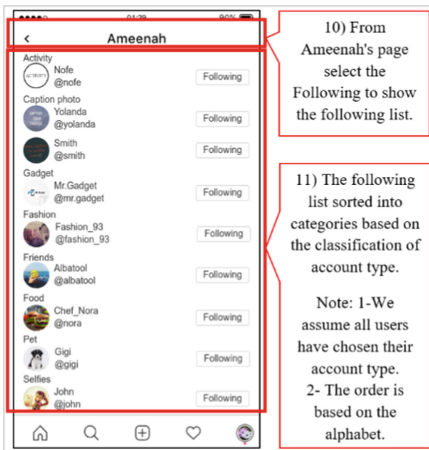 01:39 90%
Ameenah
Activity
ACTIVITY
Nofe
@nofe
Following
Caption photo
Yolanda
@yolanda
Following
Smith
@smith
Following
Gadget
Mr.Gadget
@mr.gadget
Following
Fashion
Fashion_93
@fashion_93
Following
Friends
Albatool
@albatool
Following
Food
Chef_Nora
@nora
Following
Pet
Gigi
@gigi
Following
Selfies
John
@john
Following
10) From
Ameenah's page
select the
Following to show
the following list.
11) The following
list sorted into
categories based on
the classification of
account type.
Note: 1-We
assume all users
have chosen their
account type.
2- The order is
based on the
alphabet.